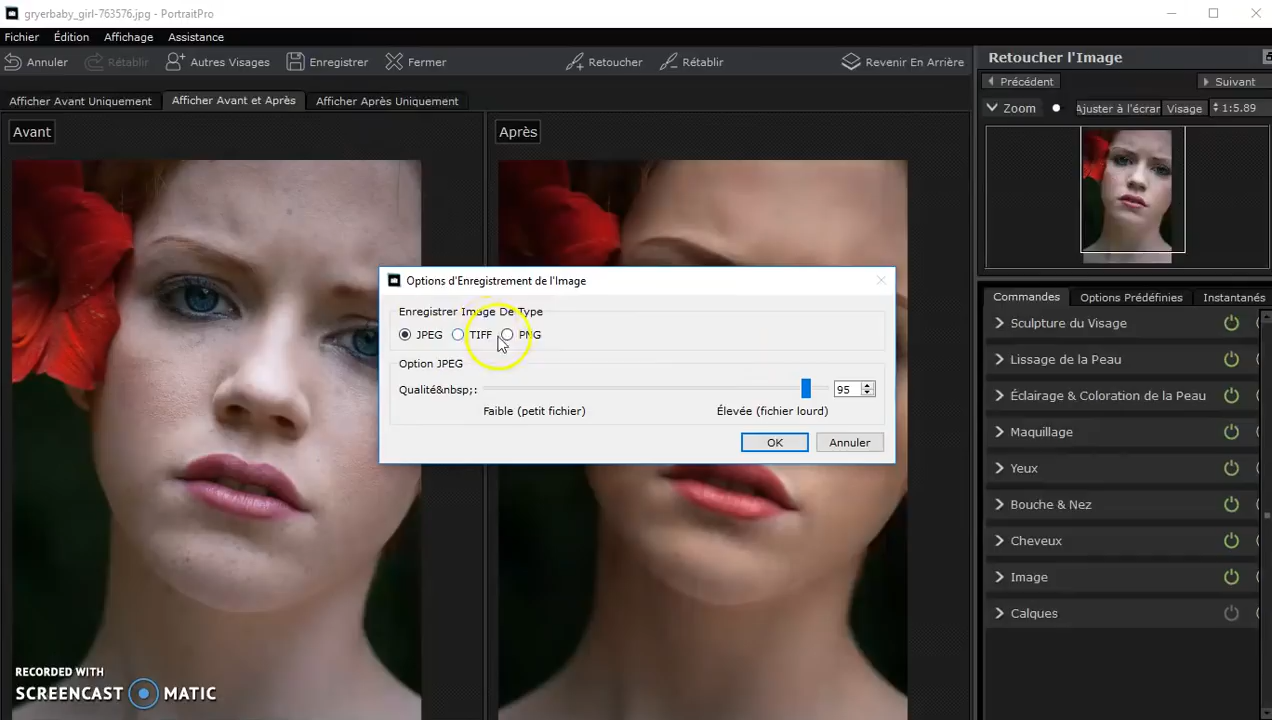 gryerbaby_girl-763576.jpg - PortraitPro
Fichier Édition Affichage Assistance
Annuler Rétablir Autres Visages Enregistrer Fermer Retoucher Rétablir Revenir En Arrière
Afficher Avant Uniquement Afficher Avant et Après Afficher Après Uniquement
Avant
Après
Retoucher l'Image
Précédent Suivant
Zoom Ajuster à l'écran Visage 1:5.89
Options d'Enregistrement de l'Image
Enregistrer Image De Type
JPEG TIFF PNG
Option JPEG
Qualité&nbsp;: 95
Faible (petit fichier) Élevée (fichier lourd)
OK Annuler
Commandes Options Prédéfinies Instantanés
Sculpture du Visage
Lissage de la Peau
Éclairage & Coloration de la Peau
Maquillage
Yeux
Bouche & Nez
Cheveux
Image
Calques
RECORDED WITH
SCREENCAST MATIC